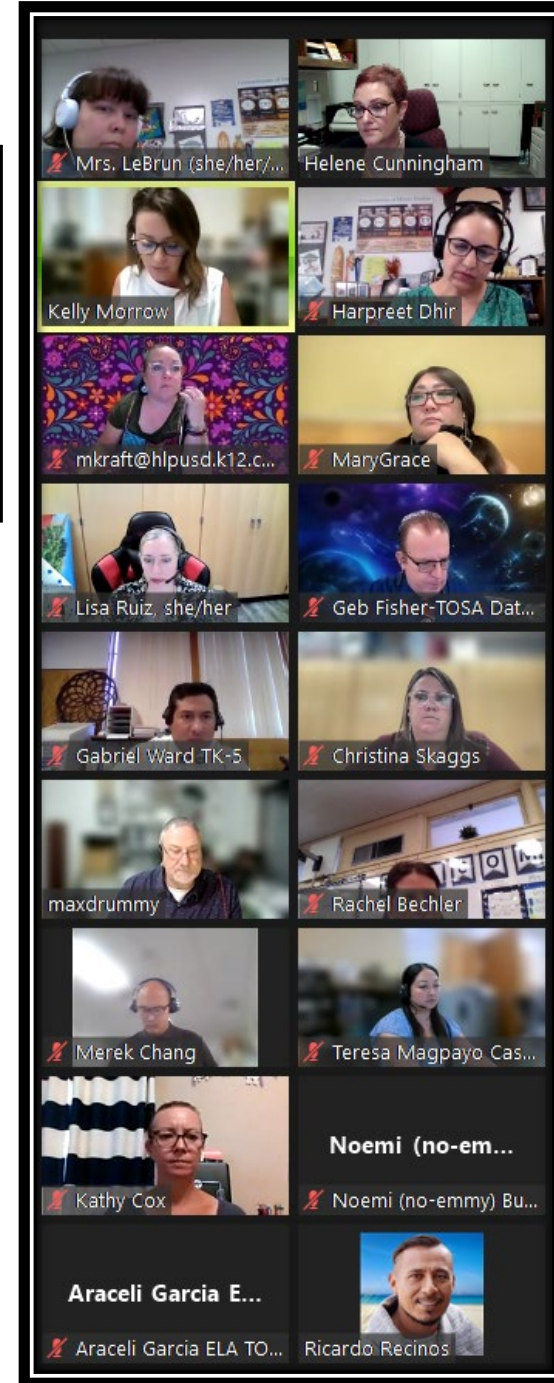 Mrs. LeBrun (she/her/...
Helene Cunningham
Kelly Morrow
Harpreet Dhir
mkraft@hlpusd.k12.c...
MaryGrace
Lisa Ruiz, she/her
Geb Fisher-TOSA Dat...
Gabriel Ward TK-5
Christina Skaggs
maxdrummy
Rachel Bechler
Merek Chang
Teresa Magpayo Cas...
Kathy Cox
Noemi (no-em...
Noemi (no-emmy) Bu...
Araceli Garcia E...
Araceli Garcia ELA TO...
Ricardo Recinos